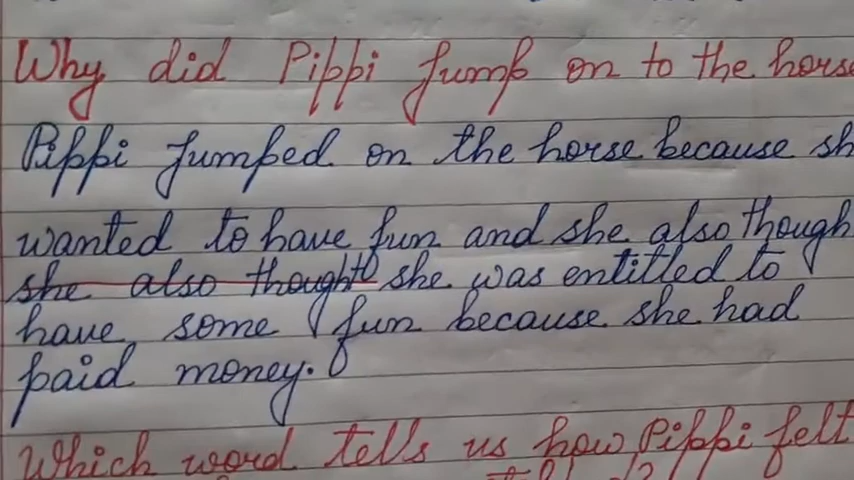 Why did Pippi Jump on to the horse
Pippi Jumped on the horse because sh
wanted to have fun and she also though
she also thought she was entitled to
have some fun because she had
paid money.
Which word tells us how Pippi felt